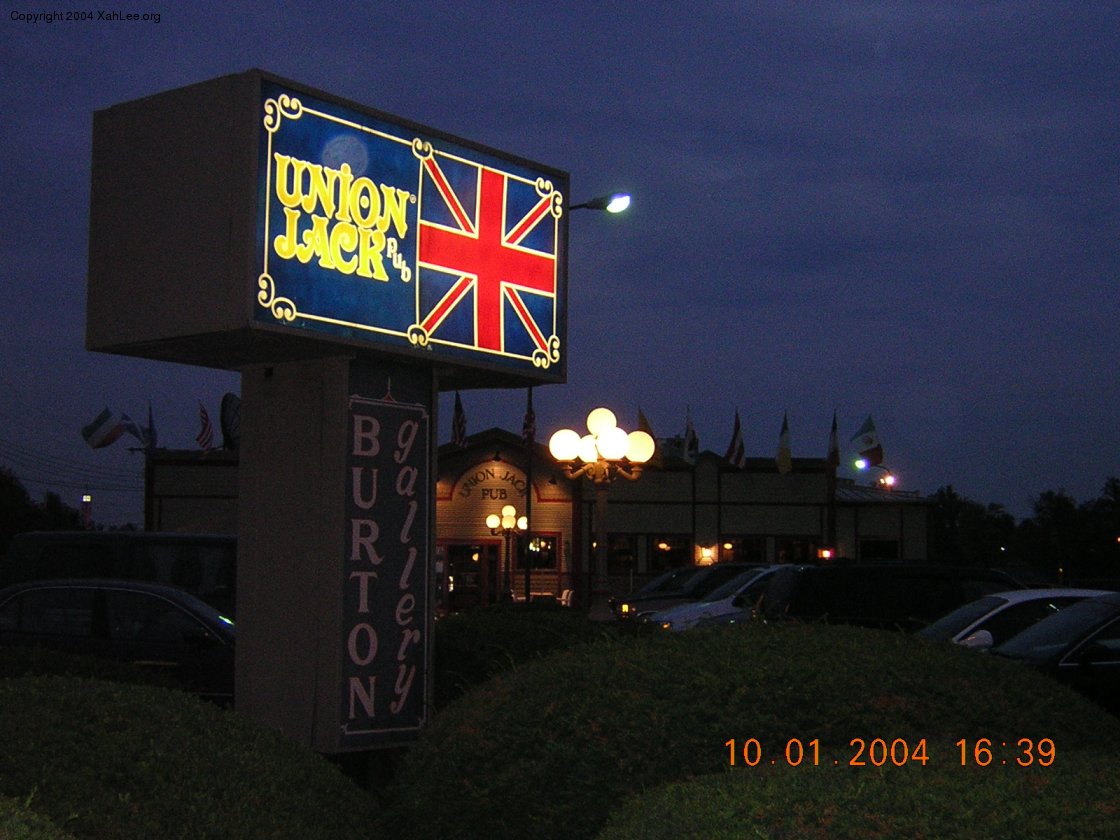 Copyright 2004 XahLee.org
UNION
JACK Pub
BURTON
gallery
UNION JACK
PUB
10.01.2004 16:39